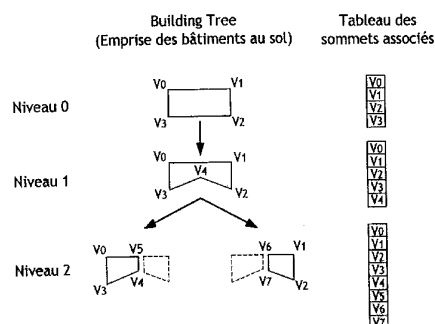 Building Tree
(Emprise des bâtiments au sol)
Tableau des
sommets associés
Niveau 0
V0
V1
V3
V2
V0
V1
V2
V3
Niveau 1
V0
V1
V4
V3
V2
V0
V1
V2
V3
V4
Niveau 2
V0
V5
V4
V3
V6
V1
V7
V2
V0
V1
V2
V3
V4
V5
V6
V7